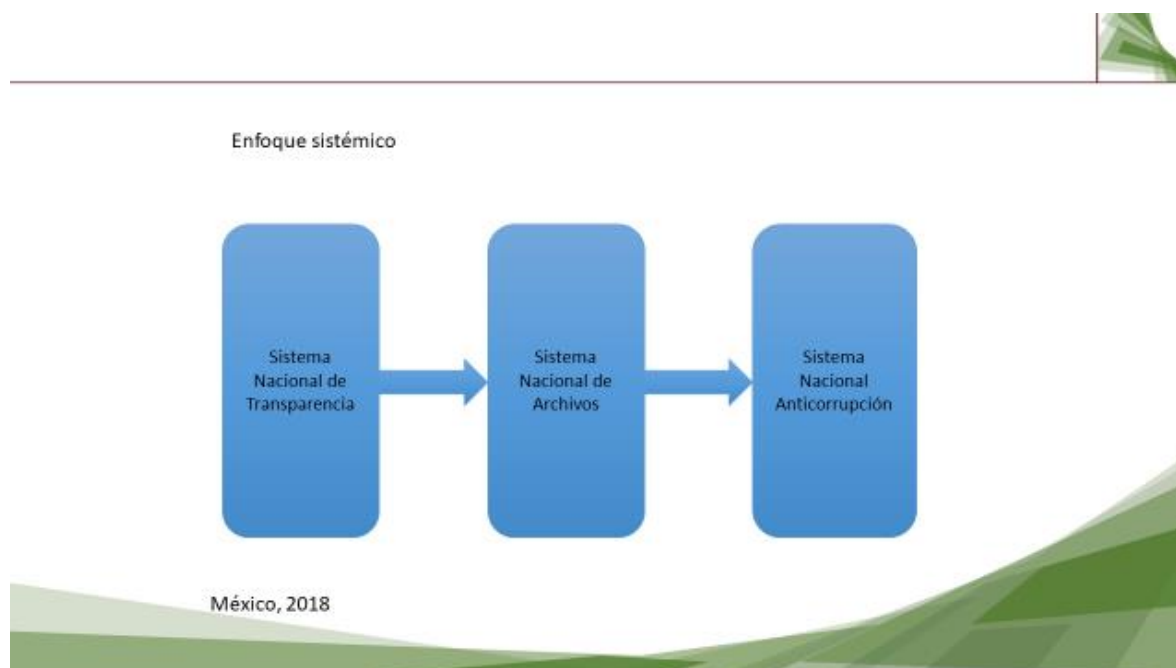 Enfoque sistémico
Sistema
Nacional de
Transparencia
Sistema
Nacional de
Archivos
Sistema
Nacional
Anticorrupción
México, 2018